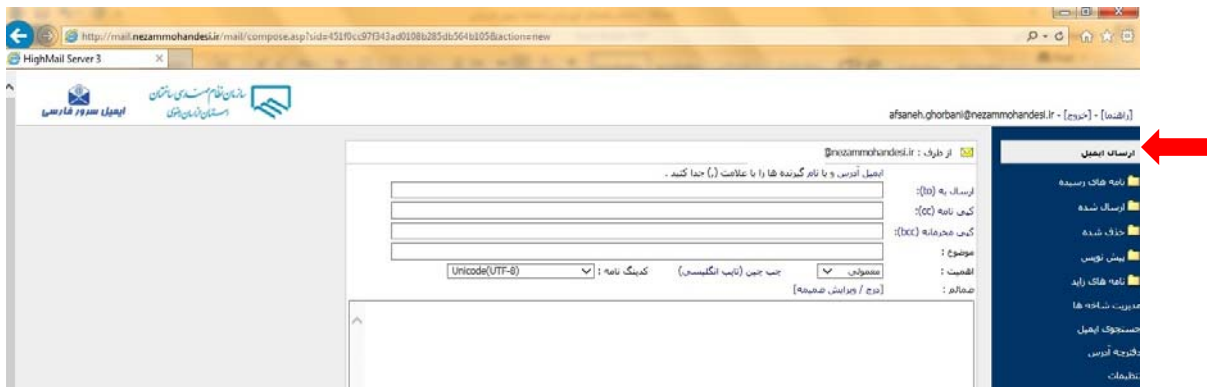 http://mail.nezammohandesi.ir/mail/compose.asp?sid=451f0cc97f343ad0108b285db564b105&action=new
HighMail Server 3
سازمان نظام مهندسی ساختمان
استان خراسان رضوی
ایمیل سرور فارسی
afsaneh.ghorbani@nezammohandesi.ir - [خروج] - [راهنما]
ارسال ایمیل
نامه های رسیده
ارسال شده
حذف شده
پیش نویس
نامه های زاید
مدیریت شاخه ها
جستجوی ایمیل
دفترچه آدرس
تنظیمات
از طرف : @nezammohandesi.ir
ایمیل آدرس و یا نام گیرنده ها را با علامت (,) جدا کنید .
ارسال به (to):
کپی نامه (cc):
کپی محرمانه (bcc):
موضوع :
اهمیت : معمولی چپ چین (تایپ انگلیسی) کدینگ نامه : Unicode(UTF-8)
ضمائم : [درج / ویرایش ضمیمه]